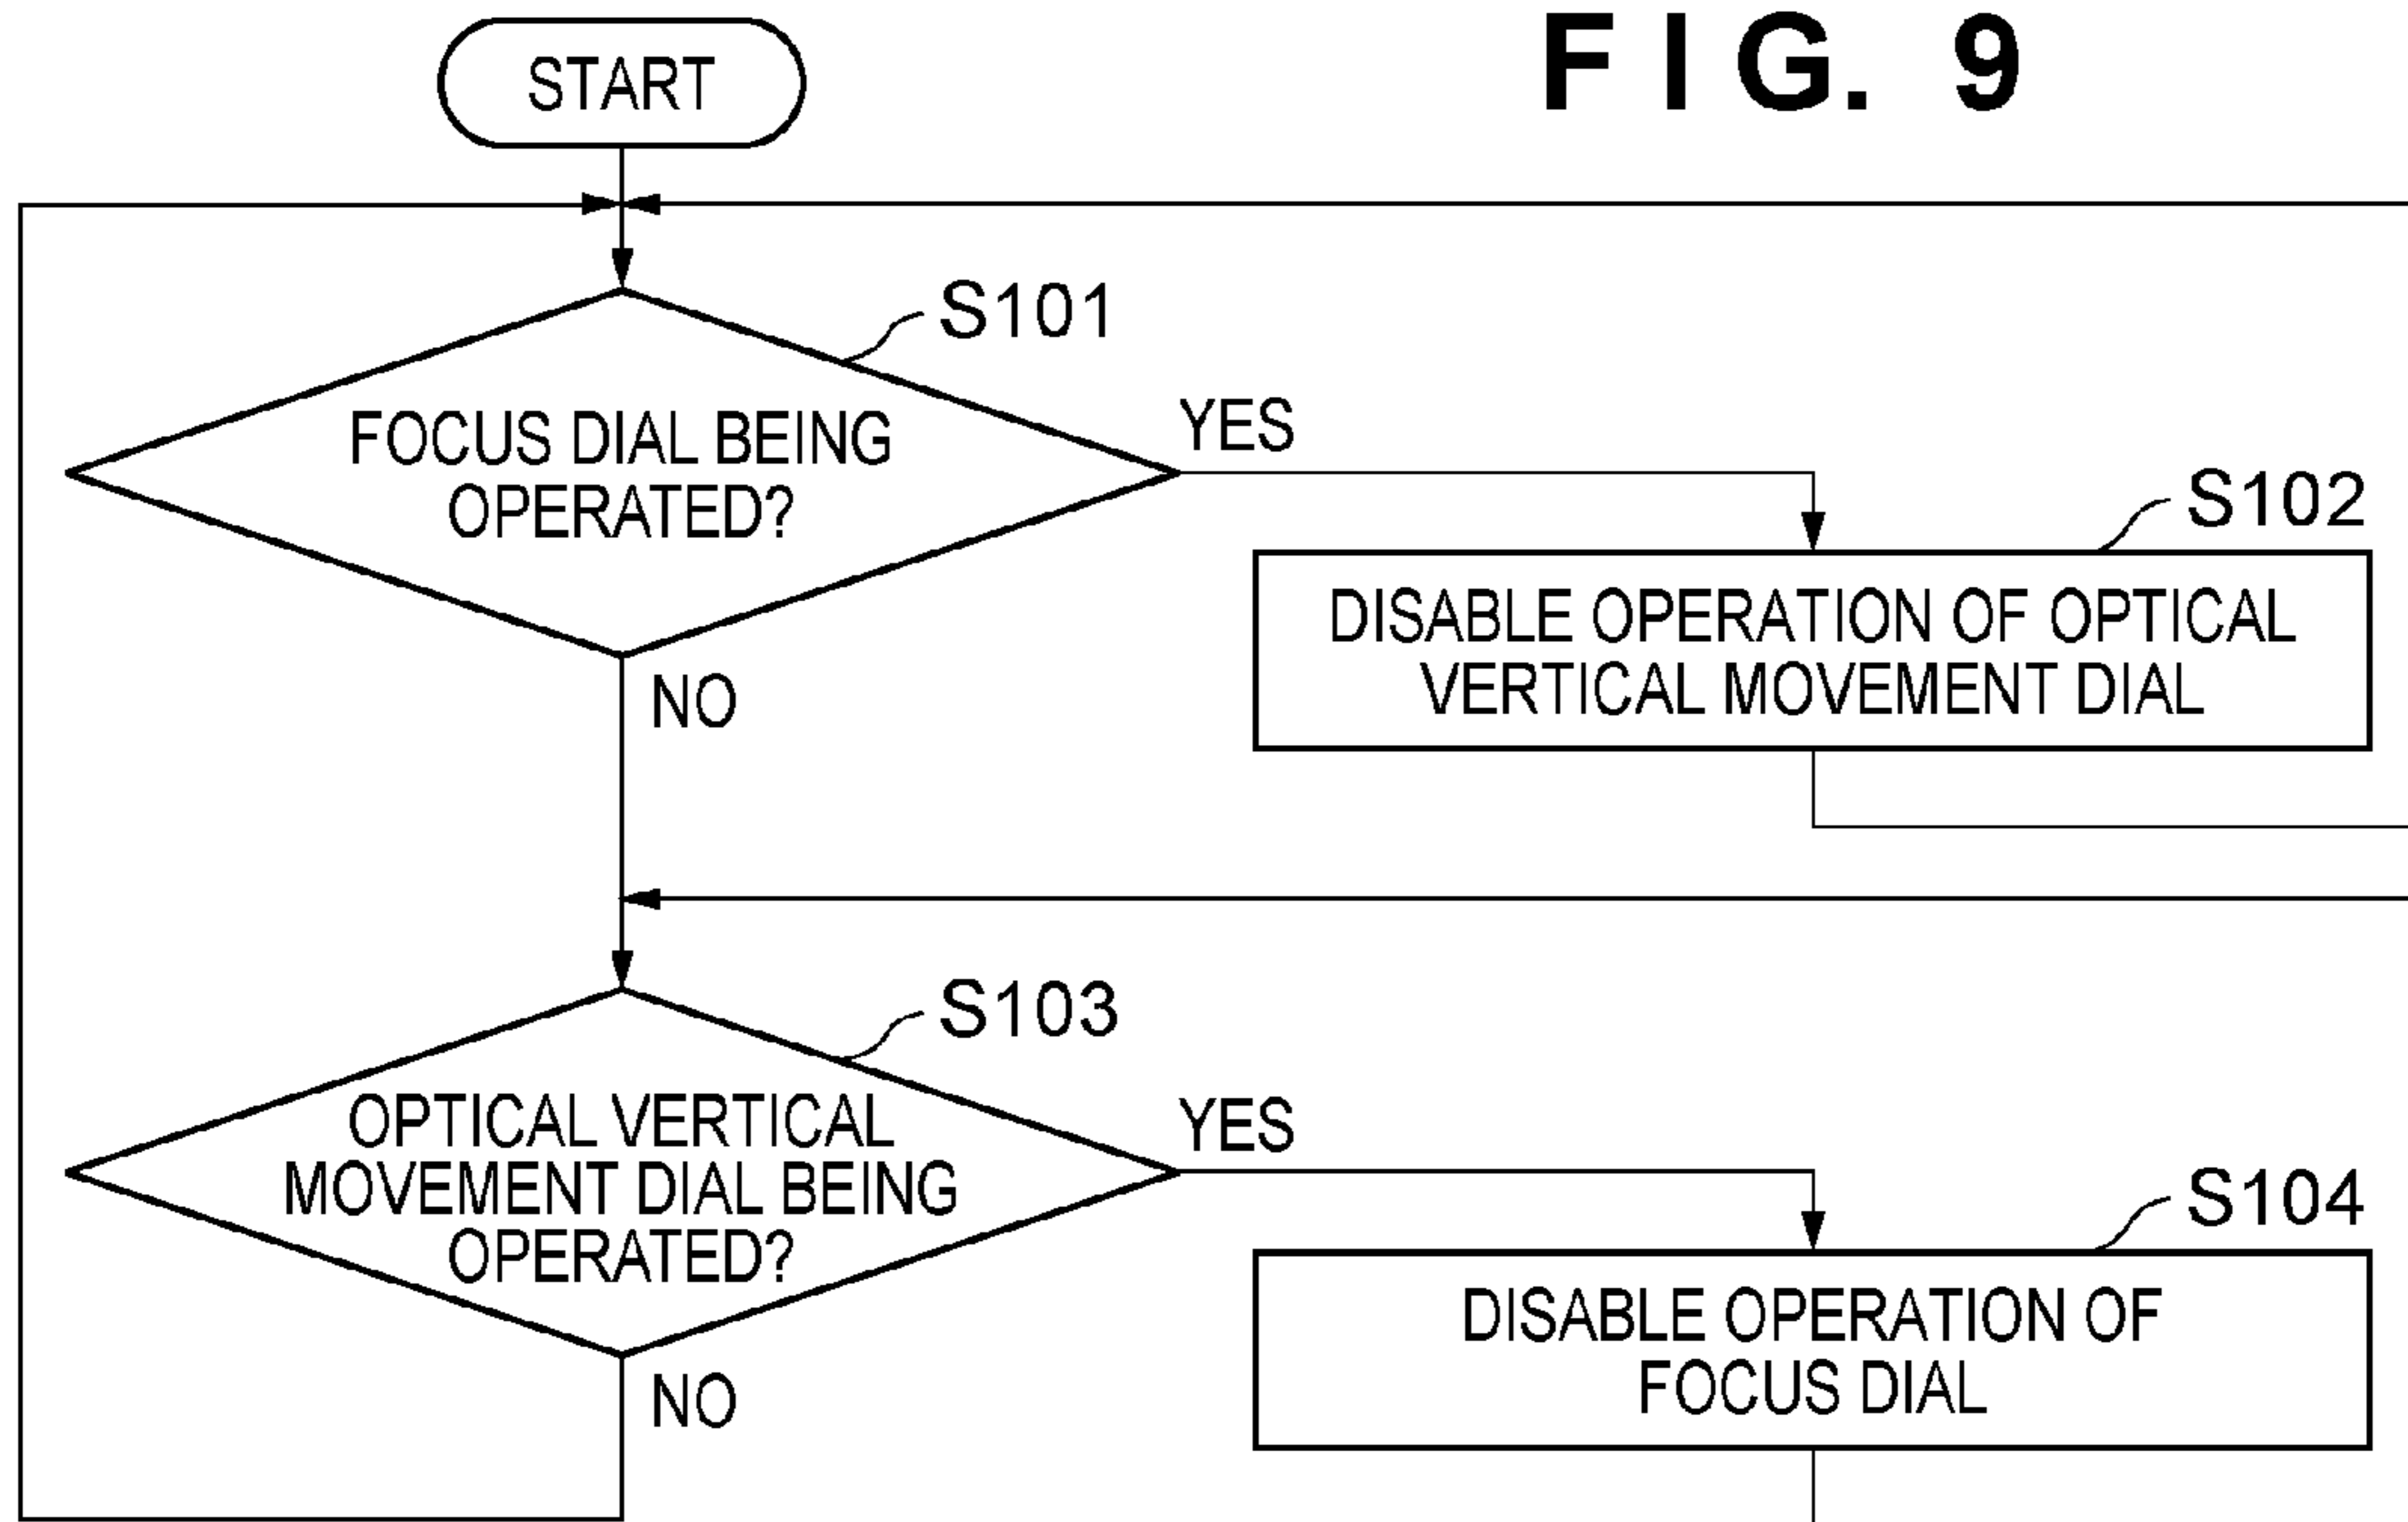 FIG. 9
START
S101
FOCUS DIAL BEING
OPERATED?
YES
NO
S102
DISABLE OPERATION OF OPTICAL
VERTICAL MOVEMENT DIAL
S103
OPTICAL VERTICAL
MOVEMENT DIAL BEING
OPERATED?
YES
NO
S104
DISABLE OPERATION OF
FOCUS DIAL